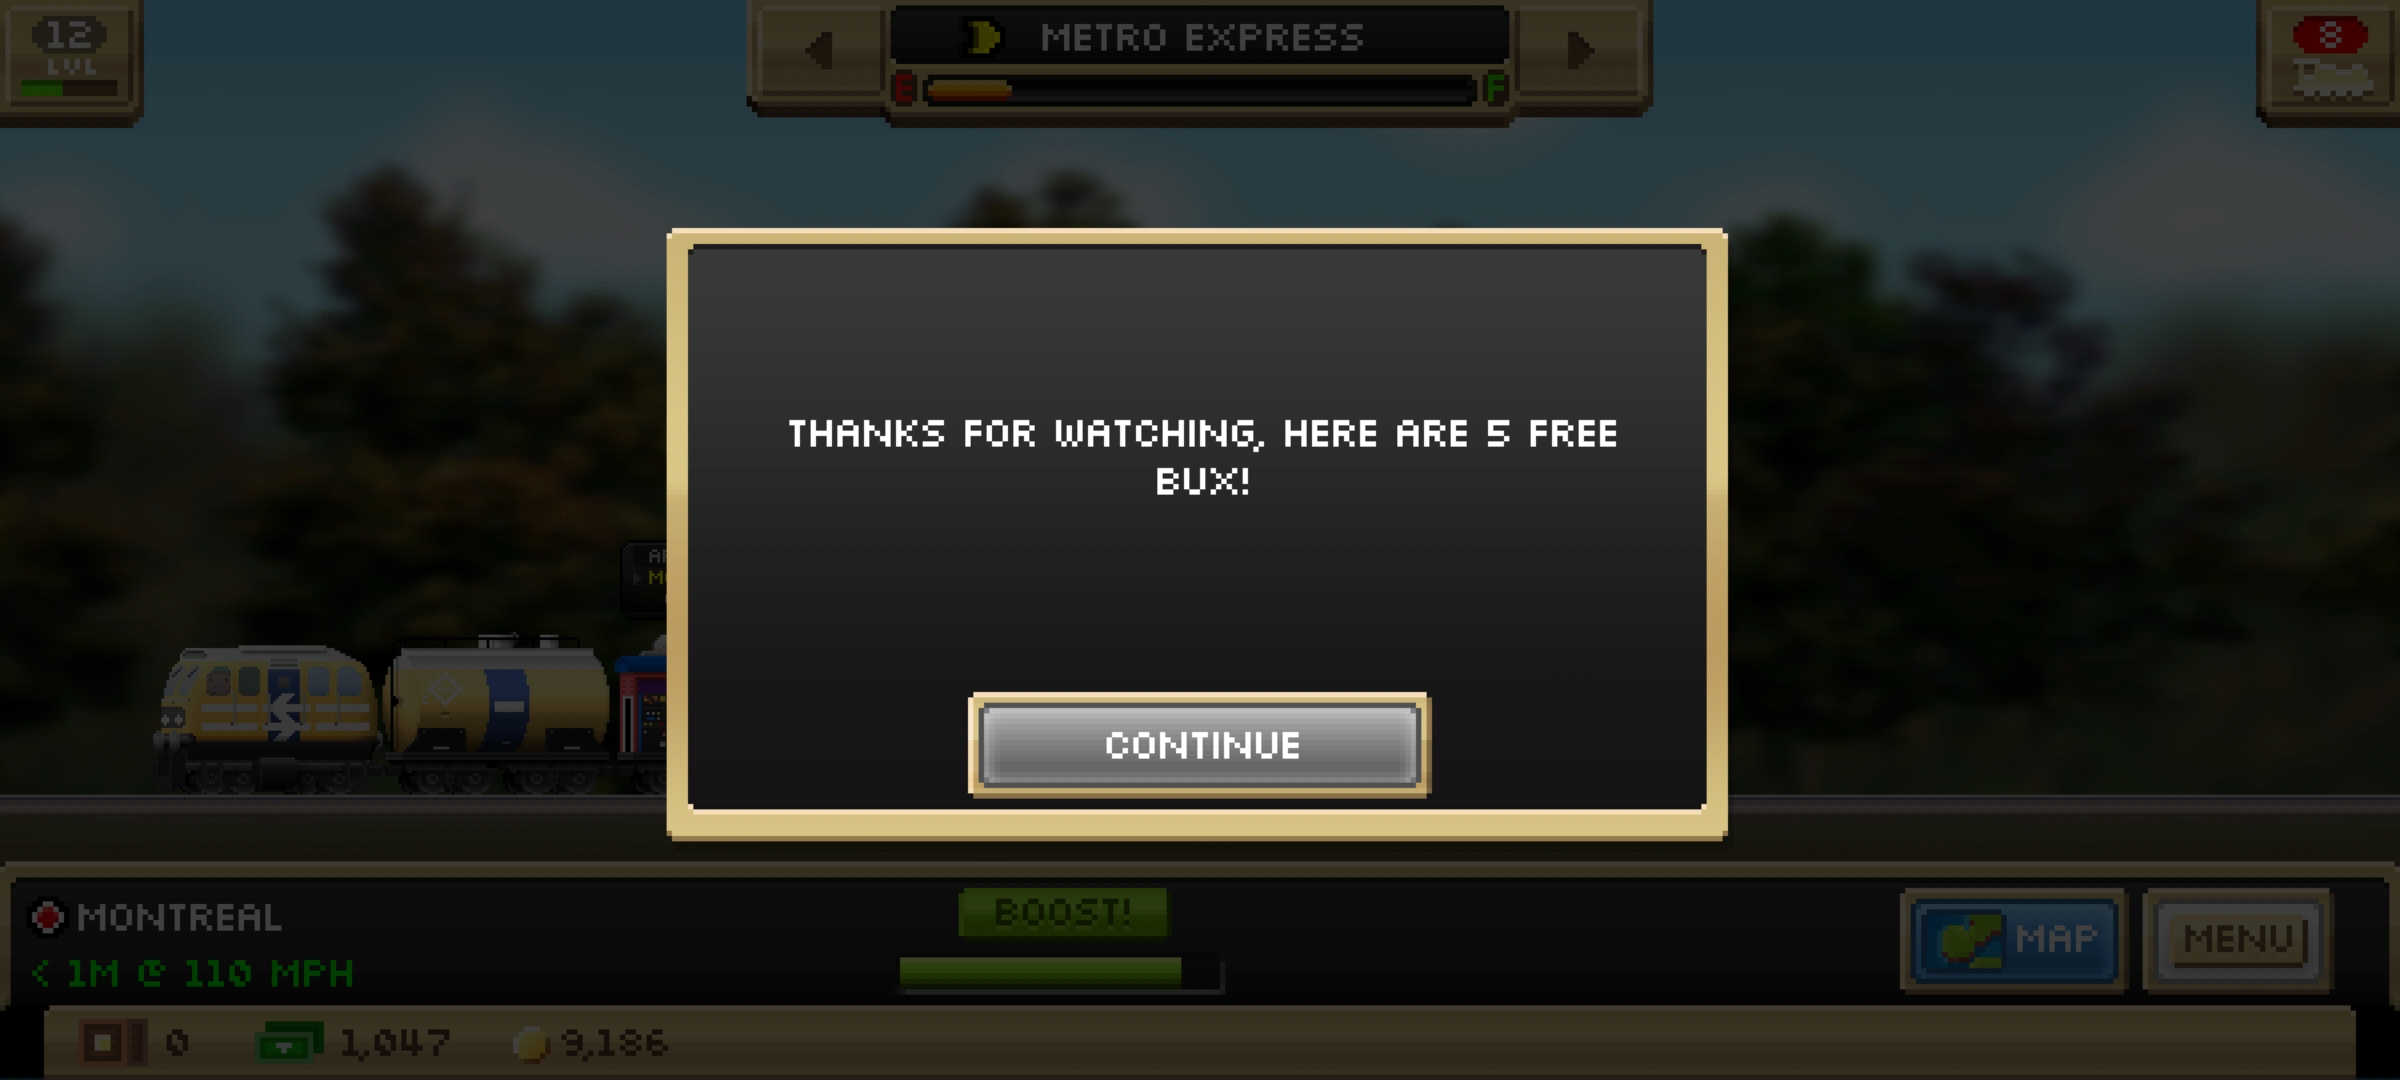 12
LVL
METRO EXPRESS
E F
8
THANKS FOR WATCHING, HERE ARE 5 FREE
BUX!
CONTINUE
MONTREAL
< 1M @ 110 MPH
BOOST!
MAP
MENU
0
1,047
9,186